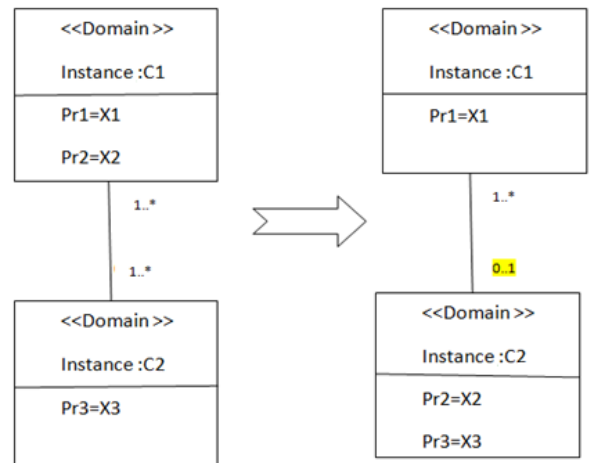 <<Domain>>
Instance :C1
Pr1=X1
Pr2=X2
1..*
1..*
<<Domain>>
Instance :C2
Pr3=X3
<<Domain>>
Instance :C1
Pr1=X1
1..*
0..1
<<Domain>>
Instance :C2
Pr2=X2
Pr3=X3